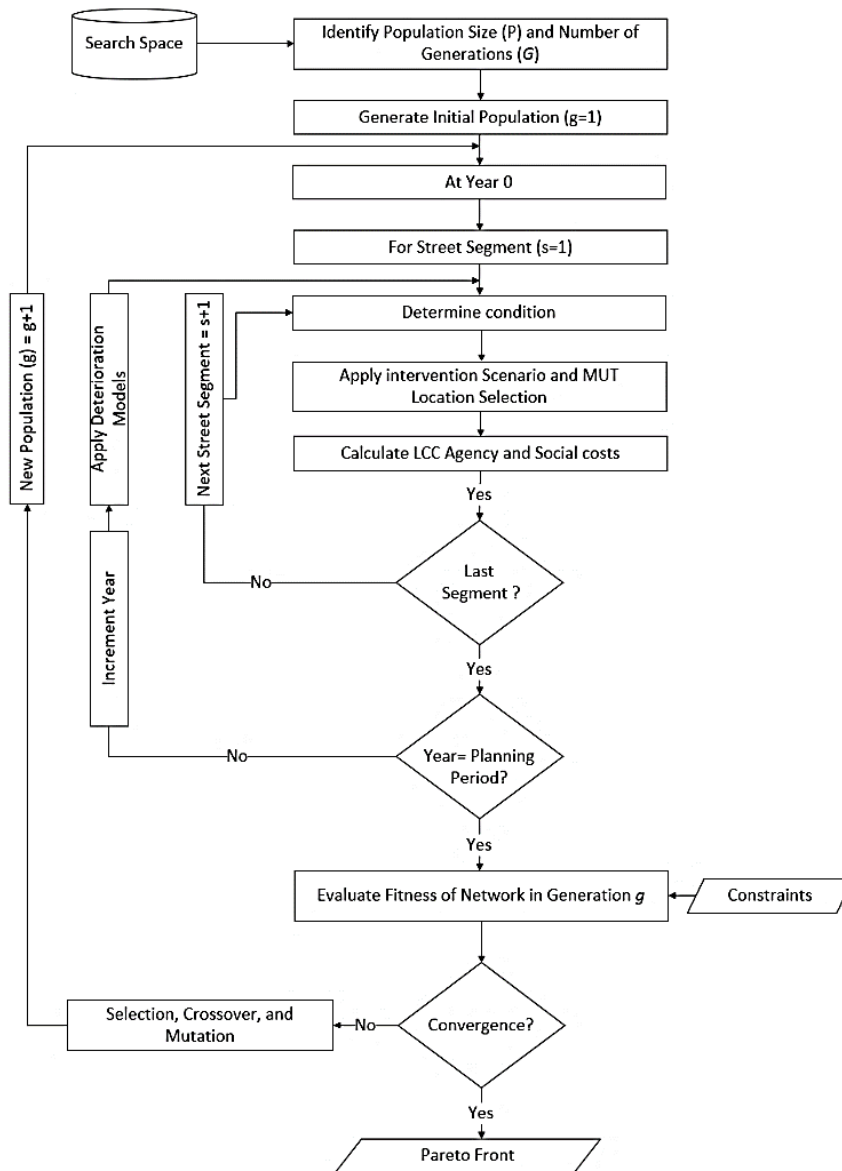 Search Space
Identify Population Size (P) and Number of
Generations (G)
Generate Initial Population (g=1)
At Year 0
For Street Segment (s=1)
New Population (g) = g+1
Apply Deterioration
Models
Next Street Segment = s+1
Determine condition
Apply intervention Scenario and MUT
Location Selection
Calculate LCC Agency and Social costs
Yes
Increment Year
No
Last
Segment ?
Yes
No
Year= Planning
Period?
Yes
Evaluate Fitness of Network in Generation g
Constraints
Selection, Crossover, and
Mutation
No
Convergence?
Yes
Pareto Front